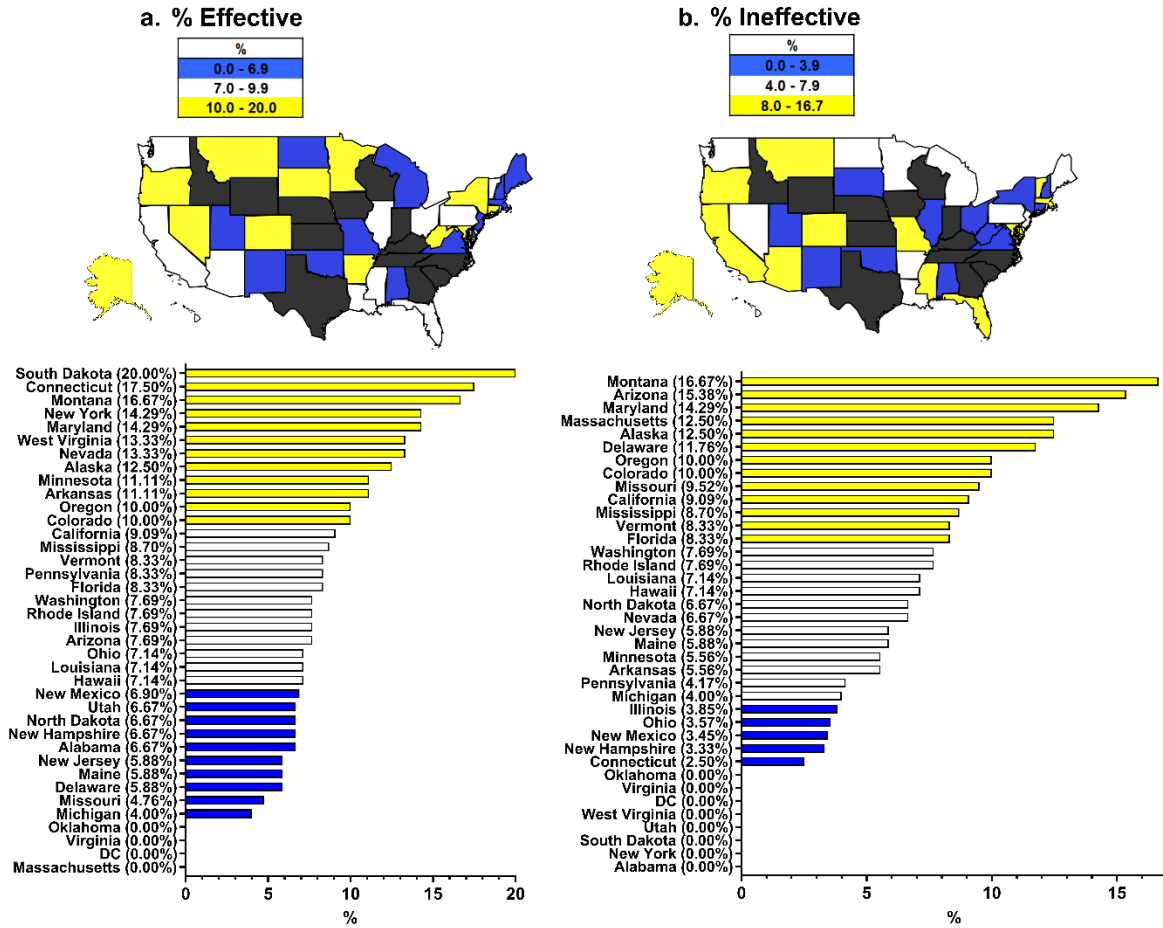 a. % Effective
%
0.0 - 6.9
7.0 - 9.9
10.0 - 20.0
South Dakota (20.00%)
Connecticut (17.50%)
Montana (16.67%)
New York (14.29%)
Maryland (14.29%)
West Virginia (13.33%)
Nevada (13.33%)
Alaska (12.50%)
Minnesota (11.11%)
Arkansas (11.11%)
Oregon (10.00%)
Colorado (10.00%)
California (9.09%)
Mississippi (8.70%)
Vermont (8.33%)
Pennsylvania (8.33%)
Florida (8.33%)
Washington (7.69%)
Rhode Island (7.69%)
Illinois (7.69%)
Arizona (7.69%)
Ohio (7.14%)
Louisiana (7.14%)
Hawaii (7.14%)
New Mexico (6.90%)
Utah (6.67%)
North Dakota (6.67%)
New Hampshire (6.67%)
Alabama (6.67%)
New Jersey (5.88%)
Maine (5.88%)
Delaware (5.88%)
Missouri (4.76%)
Michigan (4.00%)
Oklahoma (0.00%)
Virginia (0.00%)
DC (0.00%)
Massachusetts (0.00%)
0 5 10 15 20
%
b. % Ineffective
%
0.0 - 3.9
4.0 - 7.9
8.0 - 16.7
Montana (16.67%)
Arizona (15.38%)
Maryland (14.29%)
Massachusetts (12.50%)
Alaska (12.50%)
Delaware (11.76%)
Oregon (10.00%)
Colorado (10.00%)
Missouri (9.52%)
California (9.09%)
Mississippi (8.70%)
Vermont (8.33%)
Florida (8.33%)
Washington (7.69%)
Rhode Island (7.69%)
Louisiana (7.14%)
Hawaii (7.14%)
North Dakota (6.67%)
Nevada (6.67%)
New Jersey (5.88%)
Maine (5.88%)
Minnesota (5.56%)
Arkansas (5.56%)
Pennsylvania (4.17%)
Michigan (4.00%)
Illinois (3.85%)
Ohio (3.57%)
New Mexico (3.45%)
New Hampshire (3.33%)
Connecticut (2.50%)
Oklahoma (0.00%)
Virginia (0.00%)
DC (0.00%)
West Virginia (0.00%)
Utah (0.00%)
South Dakota (0.00%)
New York (0.00%)
Alabama (0.00%)
0 5 10 15
%